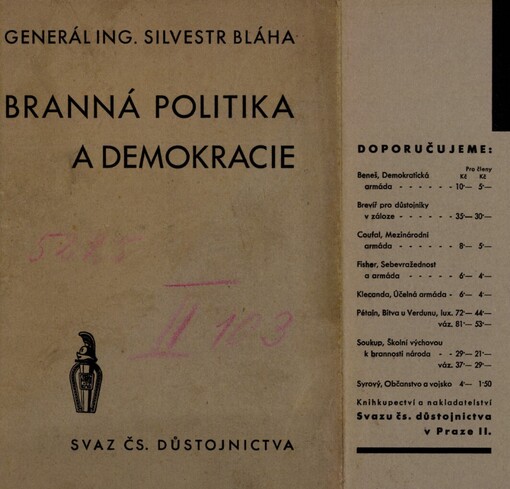 GENERÁL ING. SILVESTR BLÁHA
BRANNÁ POLITIKA
A DEMOKRACIE
II 103
SVAZ ČS. DŮSTOJNICTVA
DOPORUČUJEME:
Pro členy
Kč Kč
Beneš, Demokratická
armáda - - - - - - 10'— 5'—
Brevíř pro důstojníky
v záloze - - - - - - 35'— 30'—
Coufal, Mezinárodní
armáda - - - - - - 8'— 5'—
Fisher, Sebevražednost
a armáda - - - - - 6'— 4'—
Klecanda, Účelná armáda - 6'— 4'—
Pétain, Bitva u Verdunu, lux. 72'— 44'—
váz. 81'— 53'—
Soukup, Školní výchovou
k brannosti národa - - 29'— 21'—
váz. 37'— 29'—
Syrový, Občanstvo a vojsko 4'— 1'50
Knihkupectví a nakladatelství
Svazu čs. důstojnictva
v Praze II.